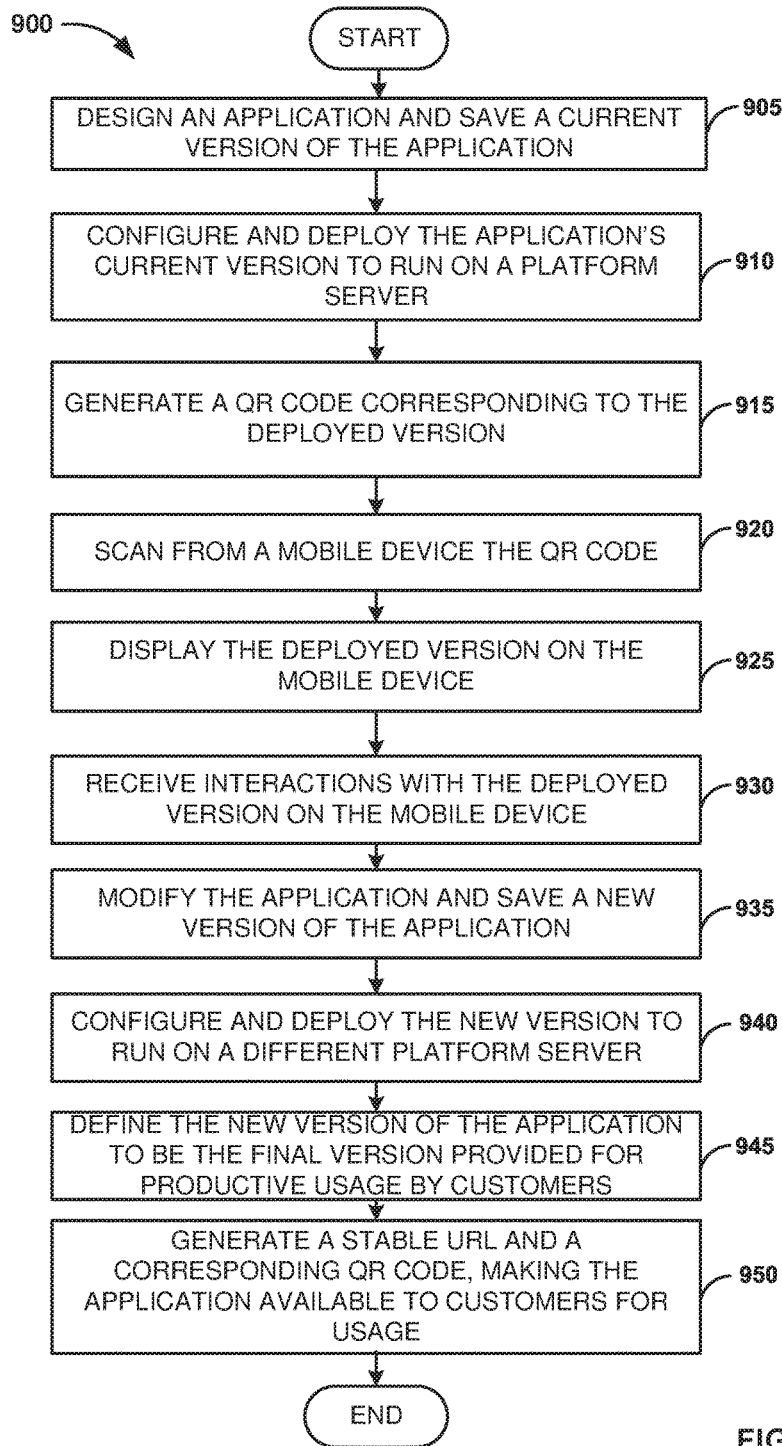 900
START
DESIGN AN APPLICATION AND SAVE A CURRENT
VERSION OF THE APPLICATION
905
CONFIGURE AND DEPLOY THE APPLICATION'S
CURRENT VERSION TO RUN ON A PLATFORM
SERVER
910
GENERATE A QR CODE CORRESPONDING TO THE
DEPLOYED VERSION
915
SCAN FROM A MOBILE DEVICE THE QR CODE
920
DISPLAY THE DEPLOYED VERSION ON THE
MOBILE DEVICE
925
RECEIVE INTERACTIONS WITH THE DEPLOYED
VERSION ON THE MOBILE DEVICE
930
MODIFY THE APPLICATION AND SAVE A NEW
VERSION OF THE APPLICATION
935
CONFIGURE AND DEPLOY THE NEW VERSION TO
RUN ON A DIFFERENT PLATFORM SERVER
940
DEFINE THE NEW VERSION OF THE APPLICATION
TO BE THE FINAL VERSION PROVIDED FOR
PRODUCTIVE USAGE BY CUSTOMERS
945
GENERATE A STABLE URL AND A
CORRESPONDING QR CODE, MAKING THE
APPLICATION AVAILABLE TO CUSTOMERS FOR
USAGE
950
END
FIG